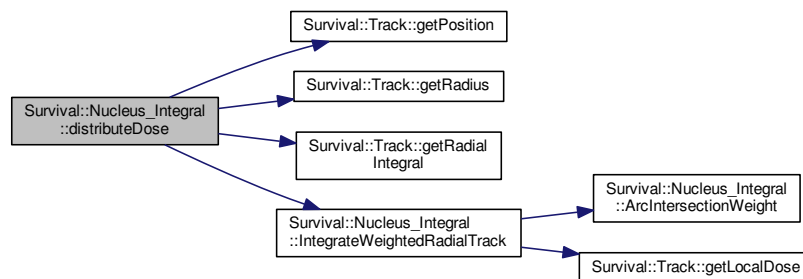 Survival::Nucleus_Integral
::distributeDose
Survival::Track::getPosition
Survival::Track::getRadius
Survival::Track::getRadial
Integral
Survival::Nucleus_Integral
::IntegrateWeightedRadialTrack
Survival::Nucleus_Integral
::ArcIntersectionWeight
Survival::Track::getLocalDose